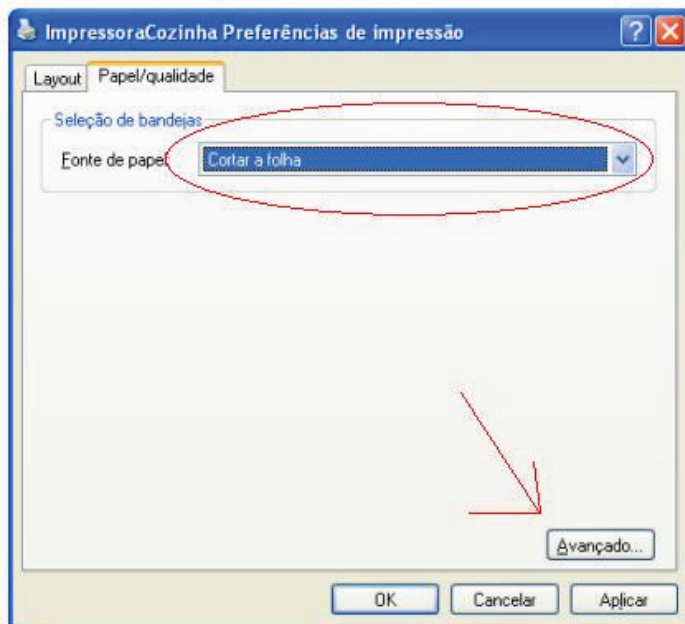 ImpressoraCozinha Preferências de impressão
Layout Papel/qualidade
Seleção de bandejas
Fonte de papel: Cortar a folha
Avançado...
OK Cancelar Aplicar